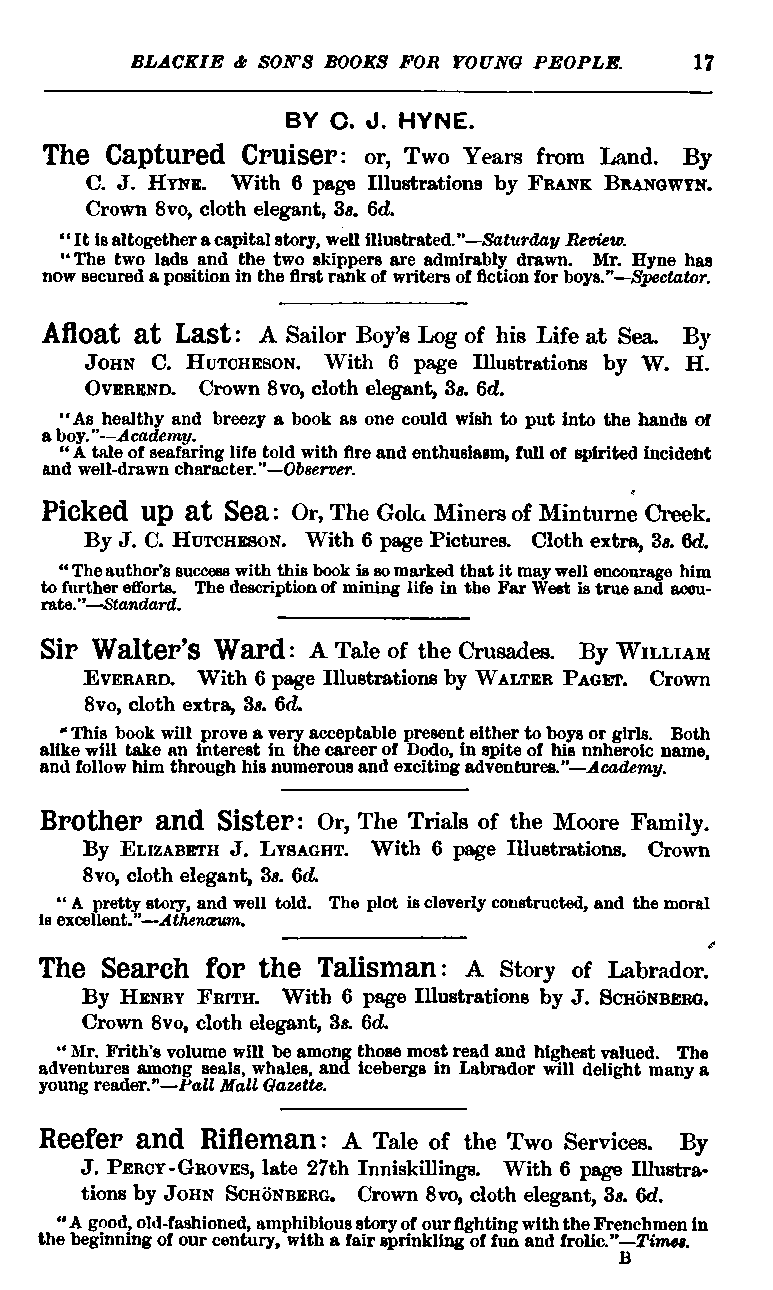 BLACKIE & SON'S BOOKS FOR YOUNG PEOPLE. 17
BY C. J. HYNE.
The Captured Cruiser: or, Two Years from Land. By
C. J. HYNE. With 6 page Illustrations by FRANK BRANGWYN.
Crown 8vo, cloth elegant, 3s. 6d.
"It is altogether a capital story, well illustrated."—Saturday Review.
"The two lads and the two skippers are admirably drawn. Mr. Hyne has
now secured a position in the first rank of writers of fiction for boys."—Spectator.
Afloat at Last: A Sailor Boy's Log of his Life at Sea. By
JOHN C. HUTCHESON. With 6 page Illustrations by W. H.
OVEREND. Crown 8vo, cloth elegant, 3s. 6d.
"As healthy and breezy a book as one could wish to put into the hands of
a boy."—Academy.
"A tale of seafaring life told with fire and enthusiasm, full of spirited incident
and well-drawn character."—Observer.
Picked up at Sea: Or, The Gold Miners of Minturne Creek.
By J. C. HUTCHESON. With 6 page Pictures. Cloth extra, 3s. 6d.
"The author's success with this book is so marked that it may well encourage him
to further efforts. The description of mining life in the Far West is true and accu-
rate."—Standard.
Sir Walter's Ward: A Tale of the Crusades. By WILLIAM
EVERARD. With 6 page Illustrations by WALTER PAGET. Crown
8vo, cloth extra, 3s. 6d.
"This book will prove a very acceptable present either to boys or girls. Both
alike will take an interest in the career of Dodo, in spite of his unheroic name,
and follow him through his numerous and exciting adventures."—Academy.
Brother and Sister: Or, The Trials of the Moore Family.
By ELIZABETH J. LYSAGHT. With 6 page Illustrations. Crown
8vo, cloth elegant, 3s. 6d.
"A pretty story, and well told. The plot is cleverly constructed, and the moral
is excellent."—Athenæum.
The Search for the Talisman: A Story of Labrador.
By HENRY FRITH. With 6 page Illustrations by J. SCHÖNBERG.
Crown 8vo, cloth elegant, 3s. 6d.
"Mr. Frith's volume will be among those most read and highest valued. The
adventures among seals, whales, and icebergs in Labrador will delight many a
young reader."—Pall Mall Gazette.
Reefer and Rifleman: A Tale of the Two Services. By
J. PERCY-GROVES, late 27th Inniskillings. With 6 page Illustra-
tions by JOHN SCHÖNBERG. Crown 8vo, cloth elegant, 3s. 6d.
"A good, old-fashioned, amphibious story of our fighting with the Frenchmen in
the beginning of our century, with a fair sprinkling of fun and frolic."—Times.
B